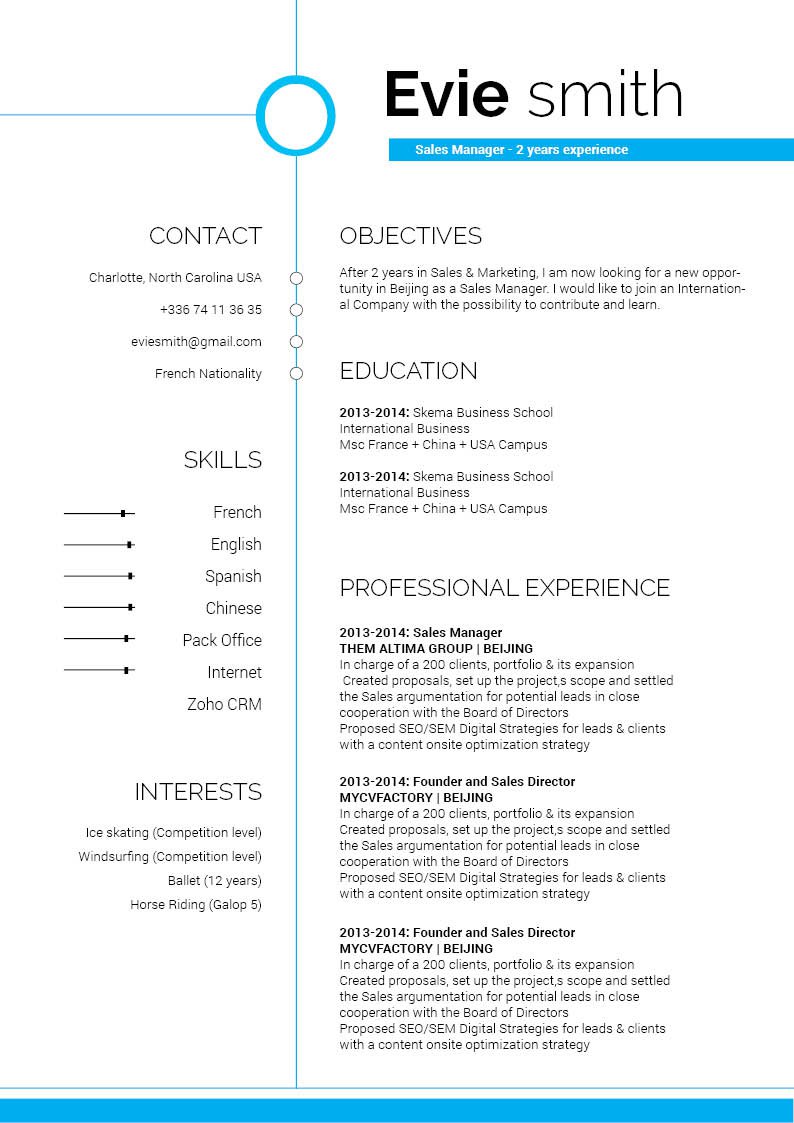 Evie smith
Sales Manager - 2 years experience
CONTACT
Charlotte, North Carolina USA
+336 74 11 36 35
eviesmith@gmail.com
French Nationality
SKILLS
French
English
Spanish
Chinese
Pack Office
Internet
Zoho CRM
INTERESTS
Ice skating (Competition level)
Windsurfing (Competition level)
Ballet (12 years)
Horse Riding (Galop 5)
OBJECTIVES
After 2 years in Sales & Marketing, I am now looking for a new oppor-
tunity in Beijing as a Sales Manager. I would like to join an Internation-
al Company with the possibility to contribute and learn.
EDUCATION
2013-2014: Skema Business School
International Business
Msc France + China + USA Campus
2013-2014: Skema Business School
International Business
Msc France + China + USA Campus
PROFESSIONAL EXPERIENCE
2013-2014: Sales Manager
THEM ALTIMA GROUP | BEIJING
In charge of a 200 clients, portfolio & its expansion
Created proposals, set up the project,s scope and settled
the Sales argumentation for potential leads in close
cooperation with the Board of Directors
Proposed SEO/SEM Digital Strategies for leads & clients
with a content onsite optimization strategy
2013-2014: Founder and Sales Director
MYCVFACTORY | BEIJING
In charge of a 200 clients, portfolio & its expansion
Created proposals, set up the project,s scope and settled
the Sales argumentation for potential leads in close
cooperation with the Board of Directors
Proposed SEO/SEM Digital Strategies for leads & clients
with a content onsite optimization strategy
2013-2014: Founder and Sales Director
MYCVFACTORY | BEIJING
In charge of a 200 clients, portfolio & its expansion
Created proposals, set up the project,s scope and settled
the Sales argumentation for potential leads in close
cooperation with the Board of Directors
Proposed SEO/SEM Digital Strategies for leads & clients
with a content onsite optimization strategy